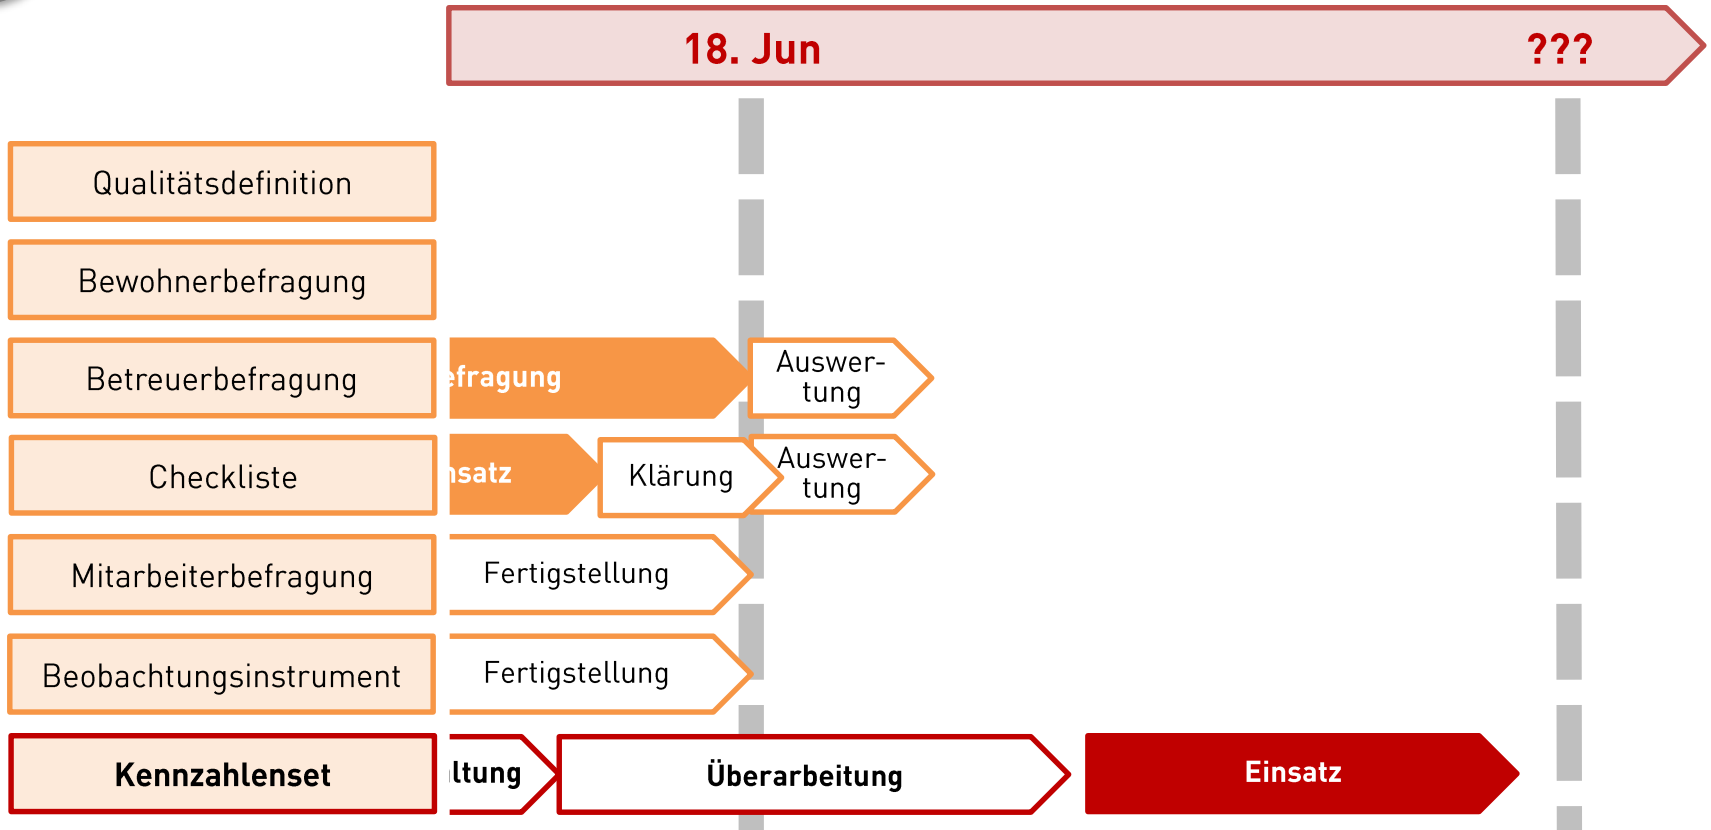 18. Jun ???
Qualitätsdefinition
Bewohnerbefragung
Betreuerbefragung
efragung
Auswer-
tung
Checkliste
nsatz
Klärung
Auswer-
tung
Mitarbeiterbefragung
Fertigstellung
Beobachtungsinstrument
Fertigstellung
Kennzahlenset
ltung
Überarbeitung
Einsatz